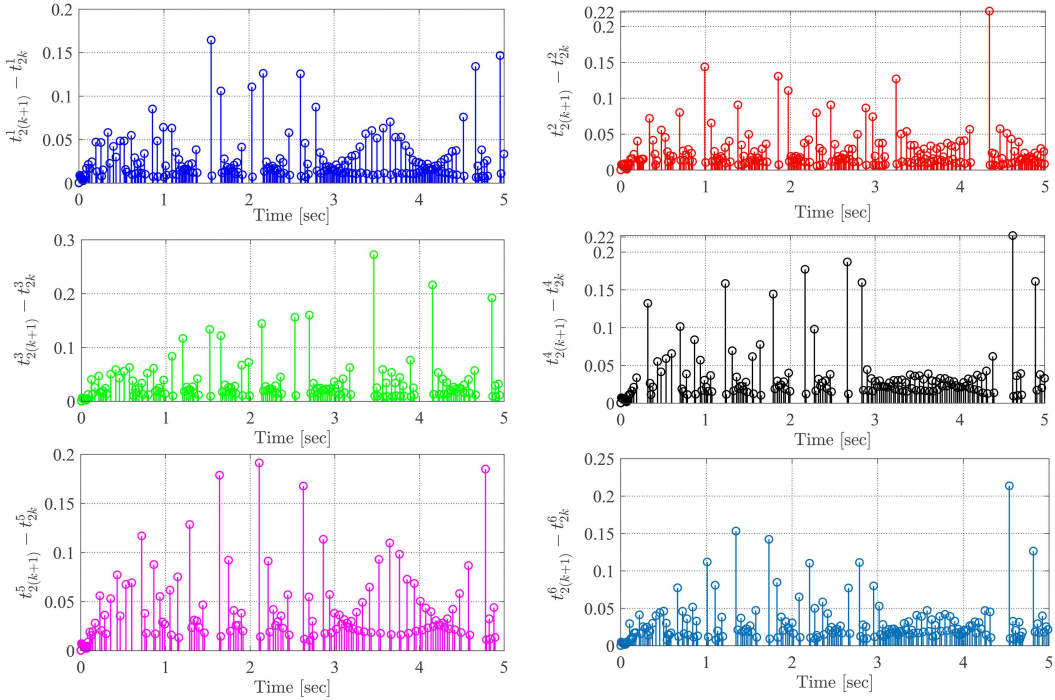 0.2
0.15
0.1
0.05
0
t^1_{2(k+1)} − t^1_{2k}
0 1 2 3 4 5
Time [sec]
0.22
0.2
0.15
0.1
0.05
0
t^2_{2(k+1)} − t^2_{2k}
0 1 2 3 4 5
Time [sec]
0.3
0.2
0.1
0
t^3_{2(k+1)} − t^3_{2k}
0 1 2 3 4 5
Time [sec]
0.22
0.2
0.15
0.1
0.05
0
t^4_{2(k+1)} − t^4_{2k}
0 1 2 3 4 5
Time [sec]
0.2
0.15
0.1
0.05
0
t^5_{2(k+1)} − t^5_{2k}
0 1 2 3 4 5
Time [sec]
0.25
0.2
0.15
0.1
0.05
0
t^6_{2(k+1)} − t^6_{2k}
0 1 2 3 4 5
Time [sec]